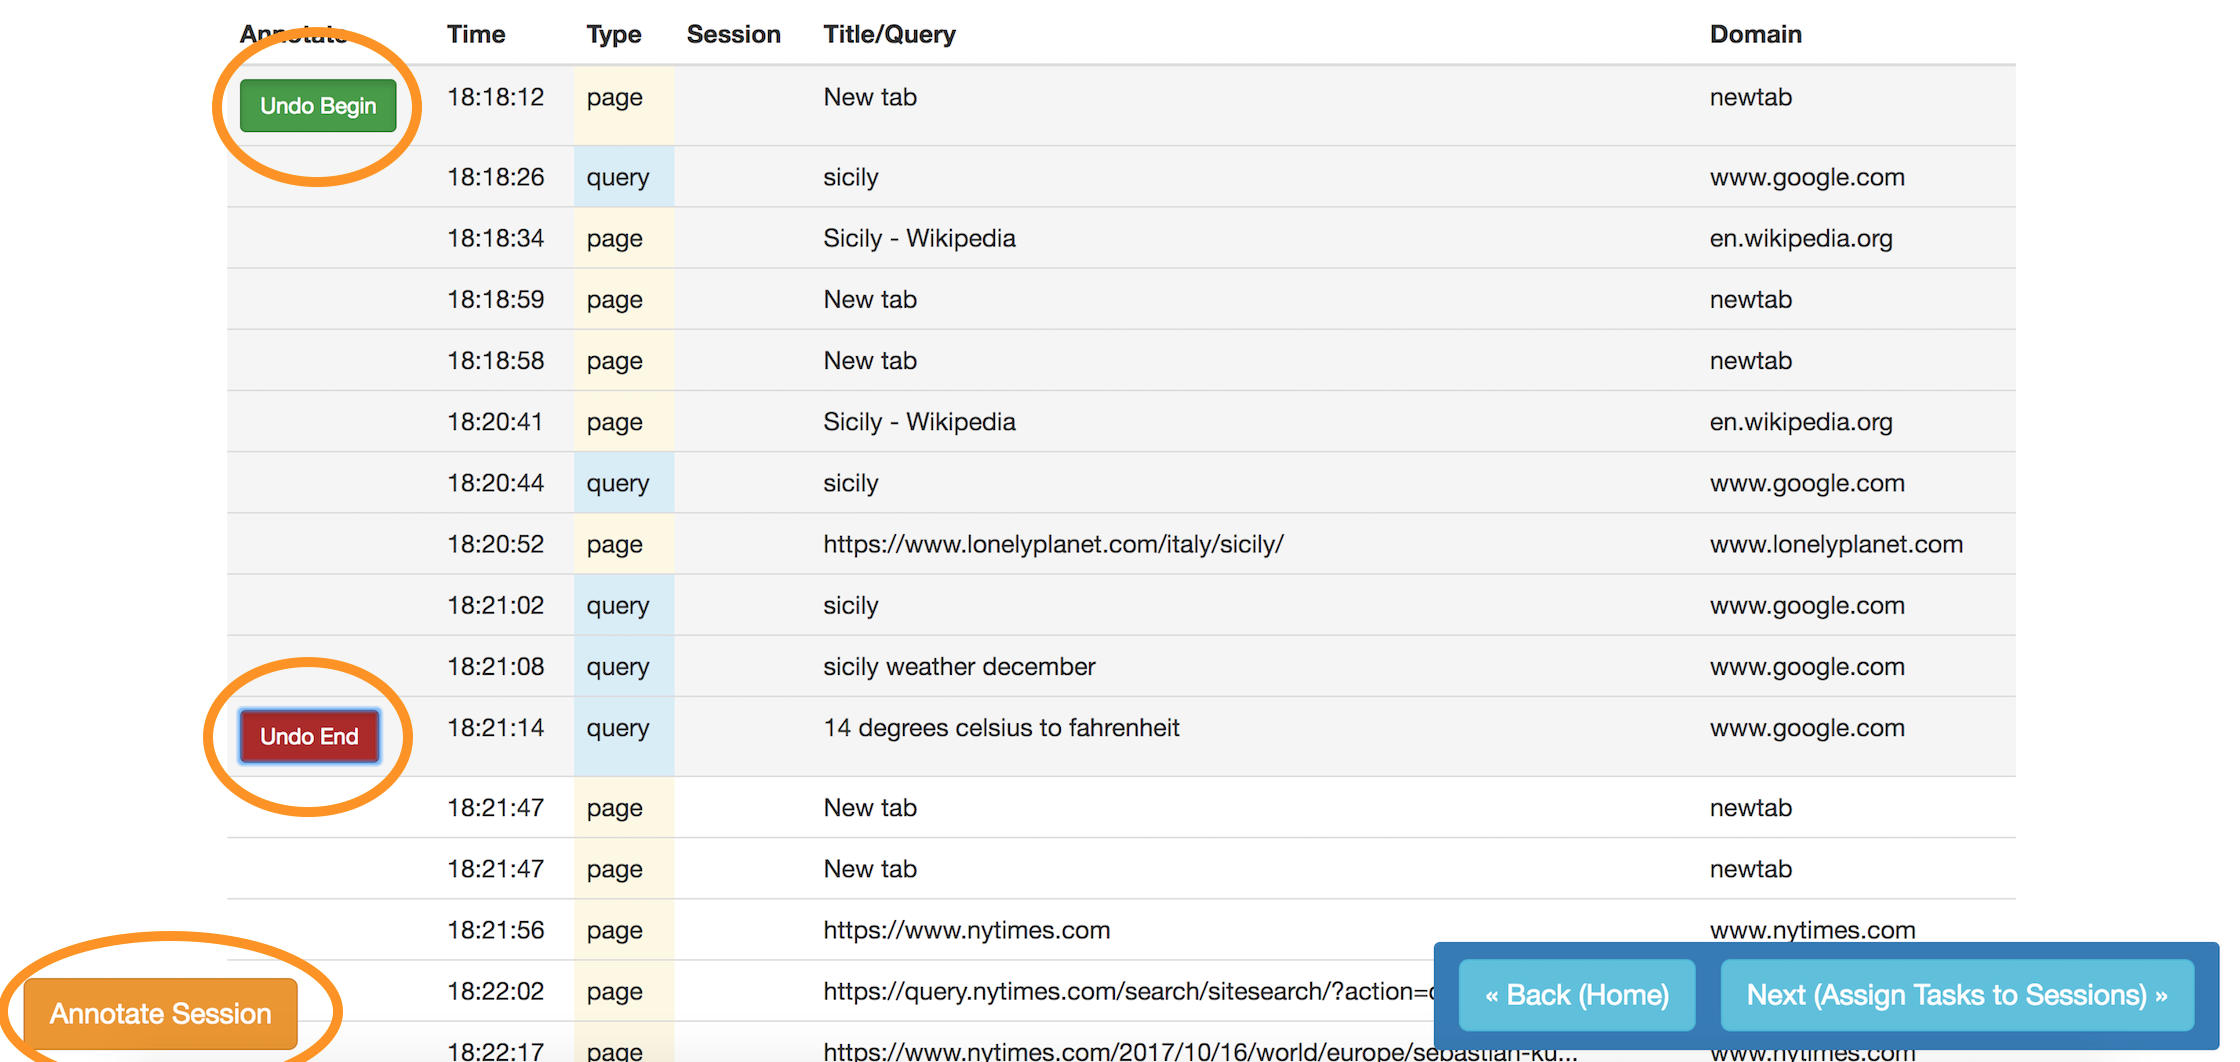 Annotate Time Type Session Title/Query Domain
Undo Begin 18:18:12 page New tab newtab
18:18:26 query sicily www.google.com
18:18:34 page Sicily - Wikipedia en.wikipedia.org
18:18:59 page New tab newtab
18:18:58 page New tab newtab
18:20:41 page Sicily - Wikipedia en.wikipedia.org
18:20:44 query sicily www.google.com
18:20:52 page https://www.lonelyplanet.com/italy/sicily/ www.lonelyplanet.com
18:21:02 query sicily www.google.com
18:21:08 query sicily weather december www.google.com
Undo End 18:21:14 query 14 degrees celsius to fahrenheit www.google.com
18:21:47 page New tab newtab
18:21:47 page New tab newtab
18:21:56 page https://www.nytimes.com www.nytimes.com
18:22:02 page https://query.nytimes.com/search/sitesearch/?action=
Annotate Session « Back (Home) Next (Assign Tasks to Sessions) »
18:22:17 page https://www.nytimes.com/2017/10/16/world/europe/sebastian-ku... www.nytimes.com